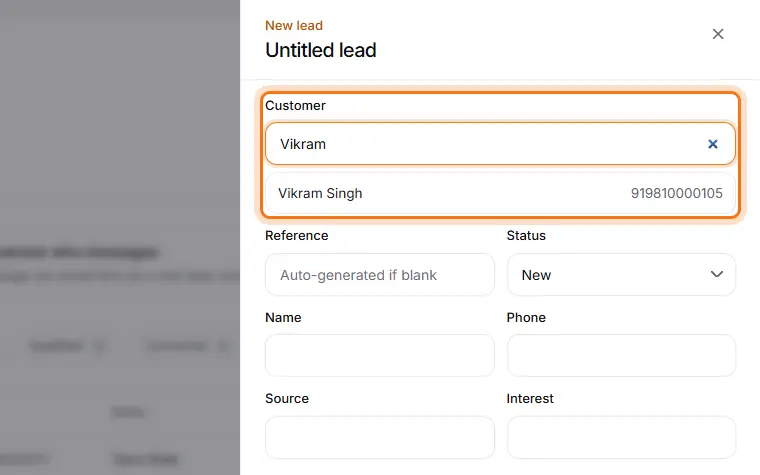 New lead
Untitled lead
Customer
Vikram
Vikram Singh 919810000105
Reference Status
Auto-generated if blank New
Name Phone
Source Interest